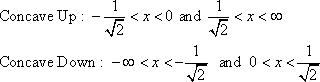 Concave Up : −1/√2 < x < 0 and 1/√2 < x < ∞
Concave Down : −∞ < x < −1/√2 and 0 < x < 1/√2